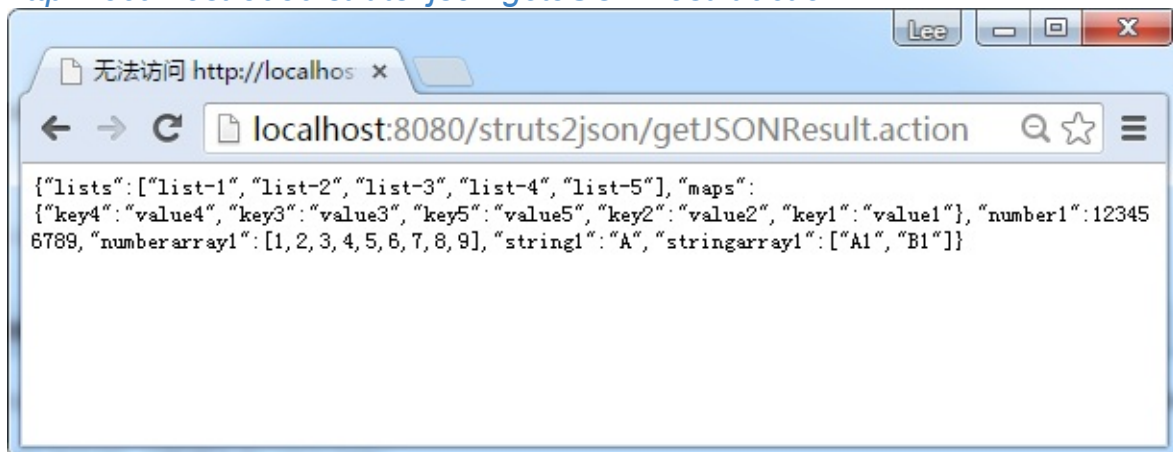 Lee
无法访问 http://localhos
localhost:8080/struts2json/getJSONResult.action
{"lists":["list-1","list-2","list-3","list-4","list-5"],"maps":
{"key4":"value4","key3":"value3","key5":"value5","key2":"value2","key1":"value1"},"number1":12345
6789,"numberarray1":[1,2,3,4,5,6,7,8,9],"string1":"A","stringarray1":["A1","B1"]}